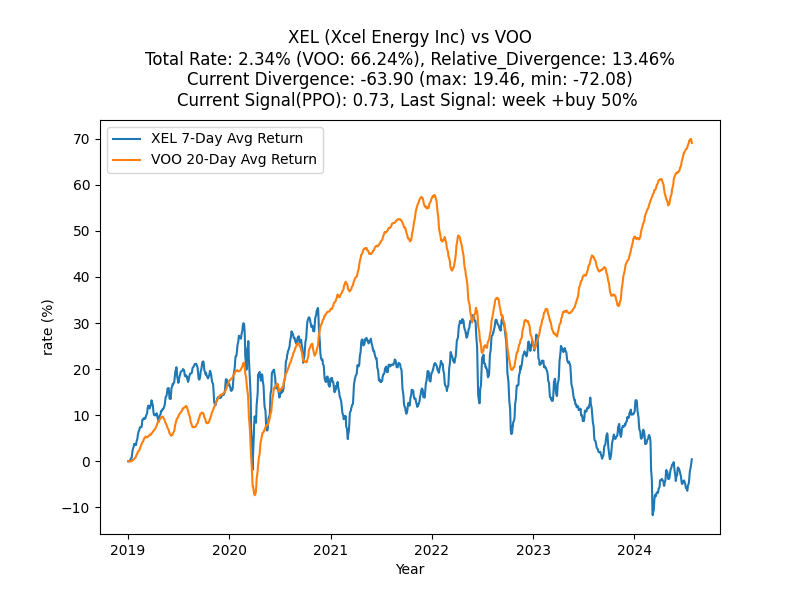 XEL (Xcel Energy Inc) vs VOO
Total Rate: 2.34% (VOO: 66.24%), Relative_Divergence: 13.46%
Current Divergence: -63.90 (max: 19.46, min: -72.08)
Current Signal(PPO): 0.73, Last Signal: week +buy 50%
XEL 7-Day Avg Return
VOO 20-Day Avg Return
70
60
50
40
30
20
10
0
−10
rate (%)
2019 2020 2021 2022 2023 2024
Year